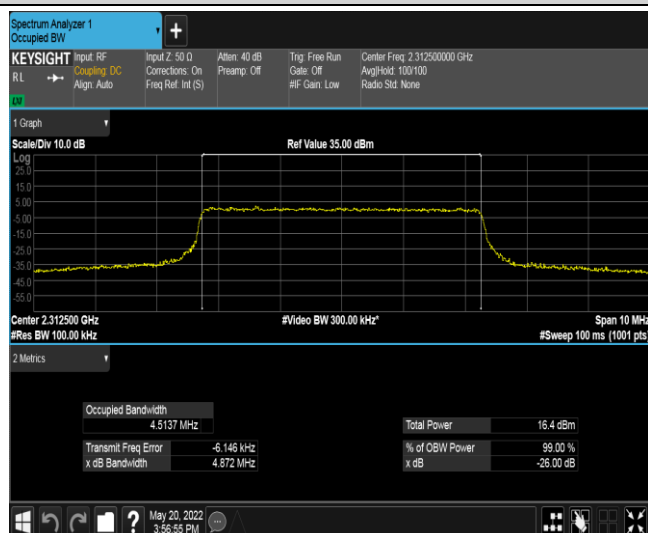 Spectrum Analyzer 1
Occupied BW
+
KEYSIGHT Input: RF Input Z: 50 Ω Atten: 40 dB Trig: Free Run Center Freq: 2.312500000 GHz
RL Coupling: DC Corrections: On Preamp: Off Gate: Off Avg|Hold: 100/100
Align: Auto Freq Ref: Int (S) #IF Gain: Low Radio Std: None
LXI
1 Graph
Scale/Div 10.0 dB Ref Value 35.00 dBm
Log
25.0
15.0
5.00
-5.00
-15.0
-25.0
-35.0
-45.0
-55.0
Center 2.312500 GHz #Video BW 300.00 kHz* Span 10 MHz
#Res BW 100.00 kHz #Sweep 100 ms (1001 pts)
2 Metrics
Occupied Bandwidth
4.5137 MHz Total Power 16.4 dBm
Transmit Freq Error -6.146 kHz % of OBW Power 99.00 %
x dB Bandwidth 4.872 MHz x dB -26.00 dB
? May 20, 2022
3:56:55 PM